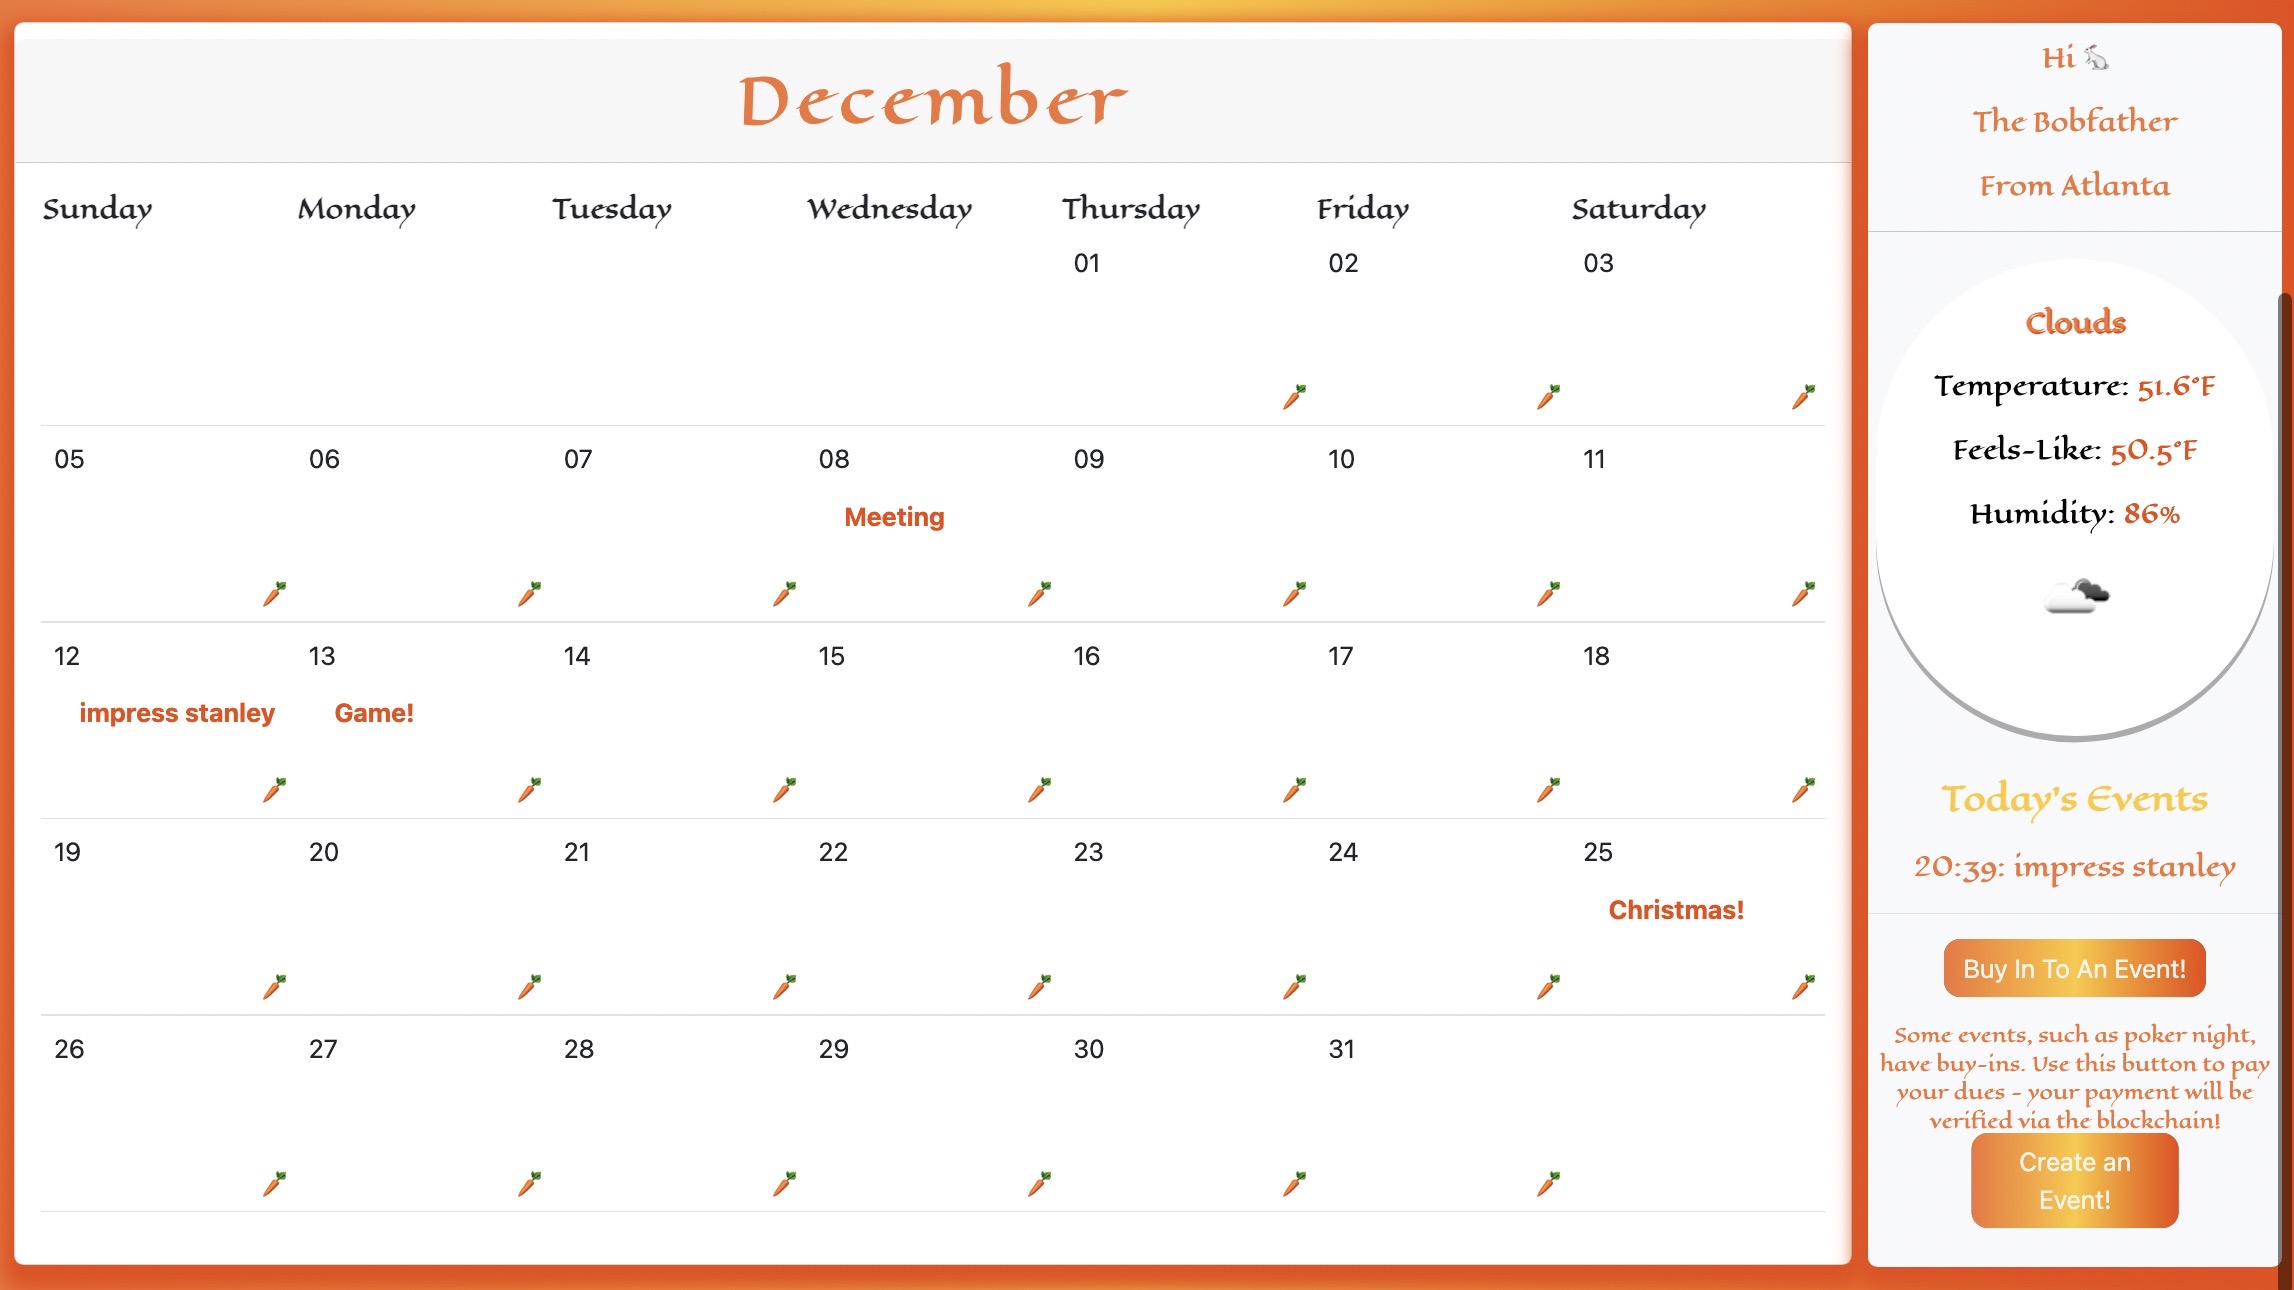 December
Sunday Monday Tuesday Wednesday Thursday Friday Saturday
01 02 03
05 06 07 08 09 10 11
Meeting
12 13 14 15 16 17 18
impress stanley Game!
19 20 21 22 23 24 25
Christmas!
26 27 28 29 30 31
Hi
The Bobfather
From Atlanta
Clouds
Temperature: 51.6°F
Feels-Like: 50.5°F
Humidity: 86%
Today's Events
20:39: impress stanley
Buy In To An Event!
Some events, such as poker night,
have buy-ins. Use this button to pay
your dues - your payment will be
verified via the blockchain!
Create an
Event!